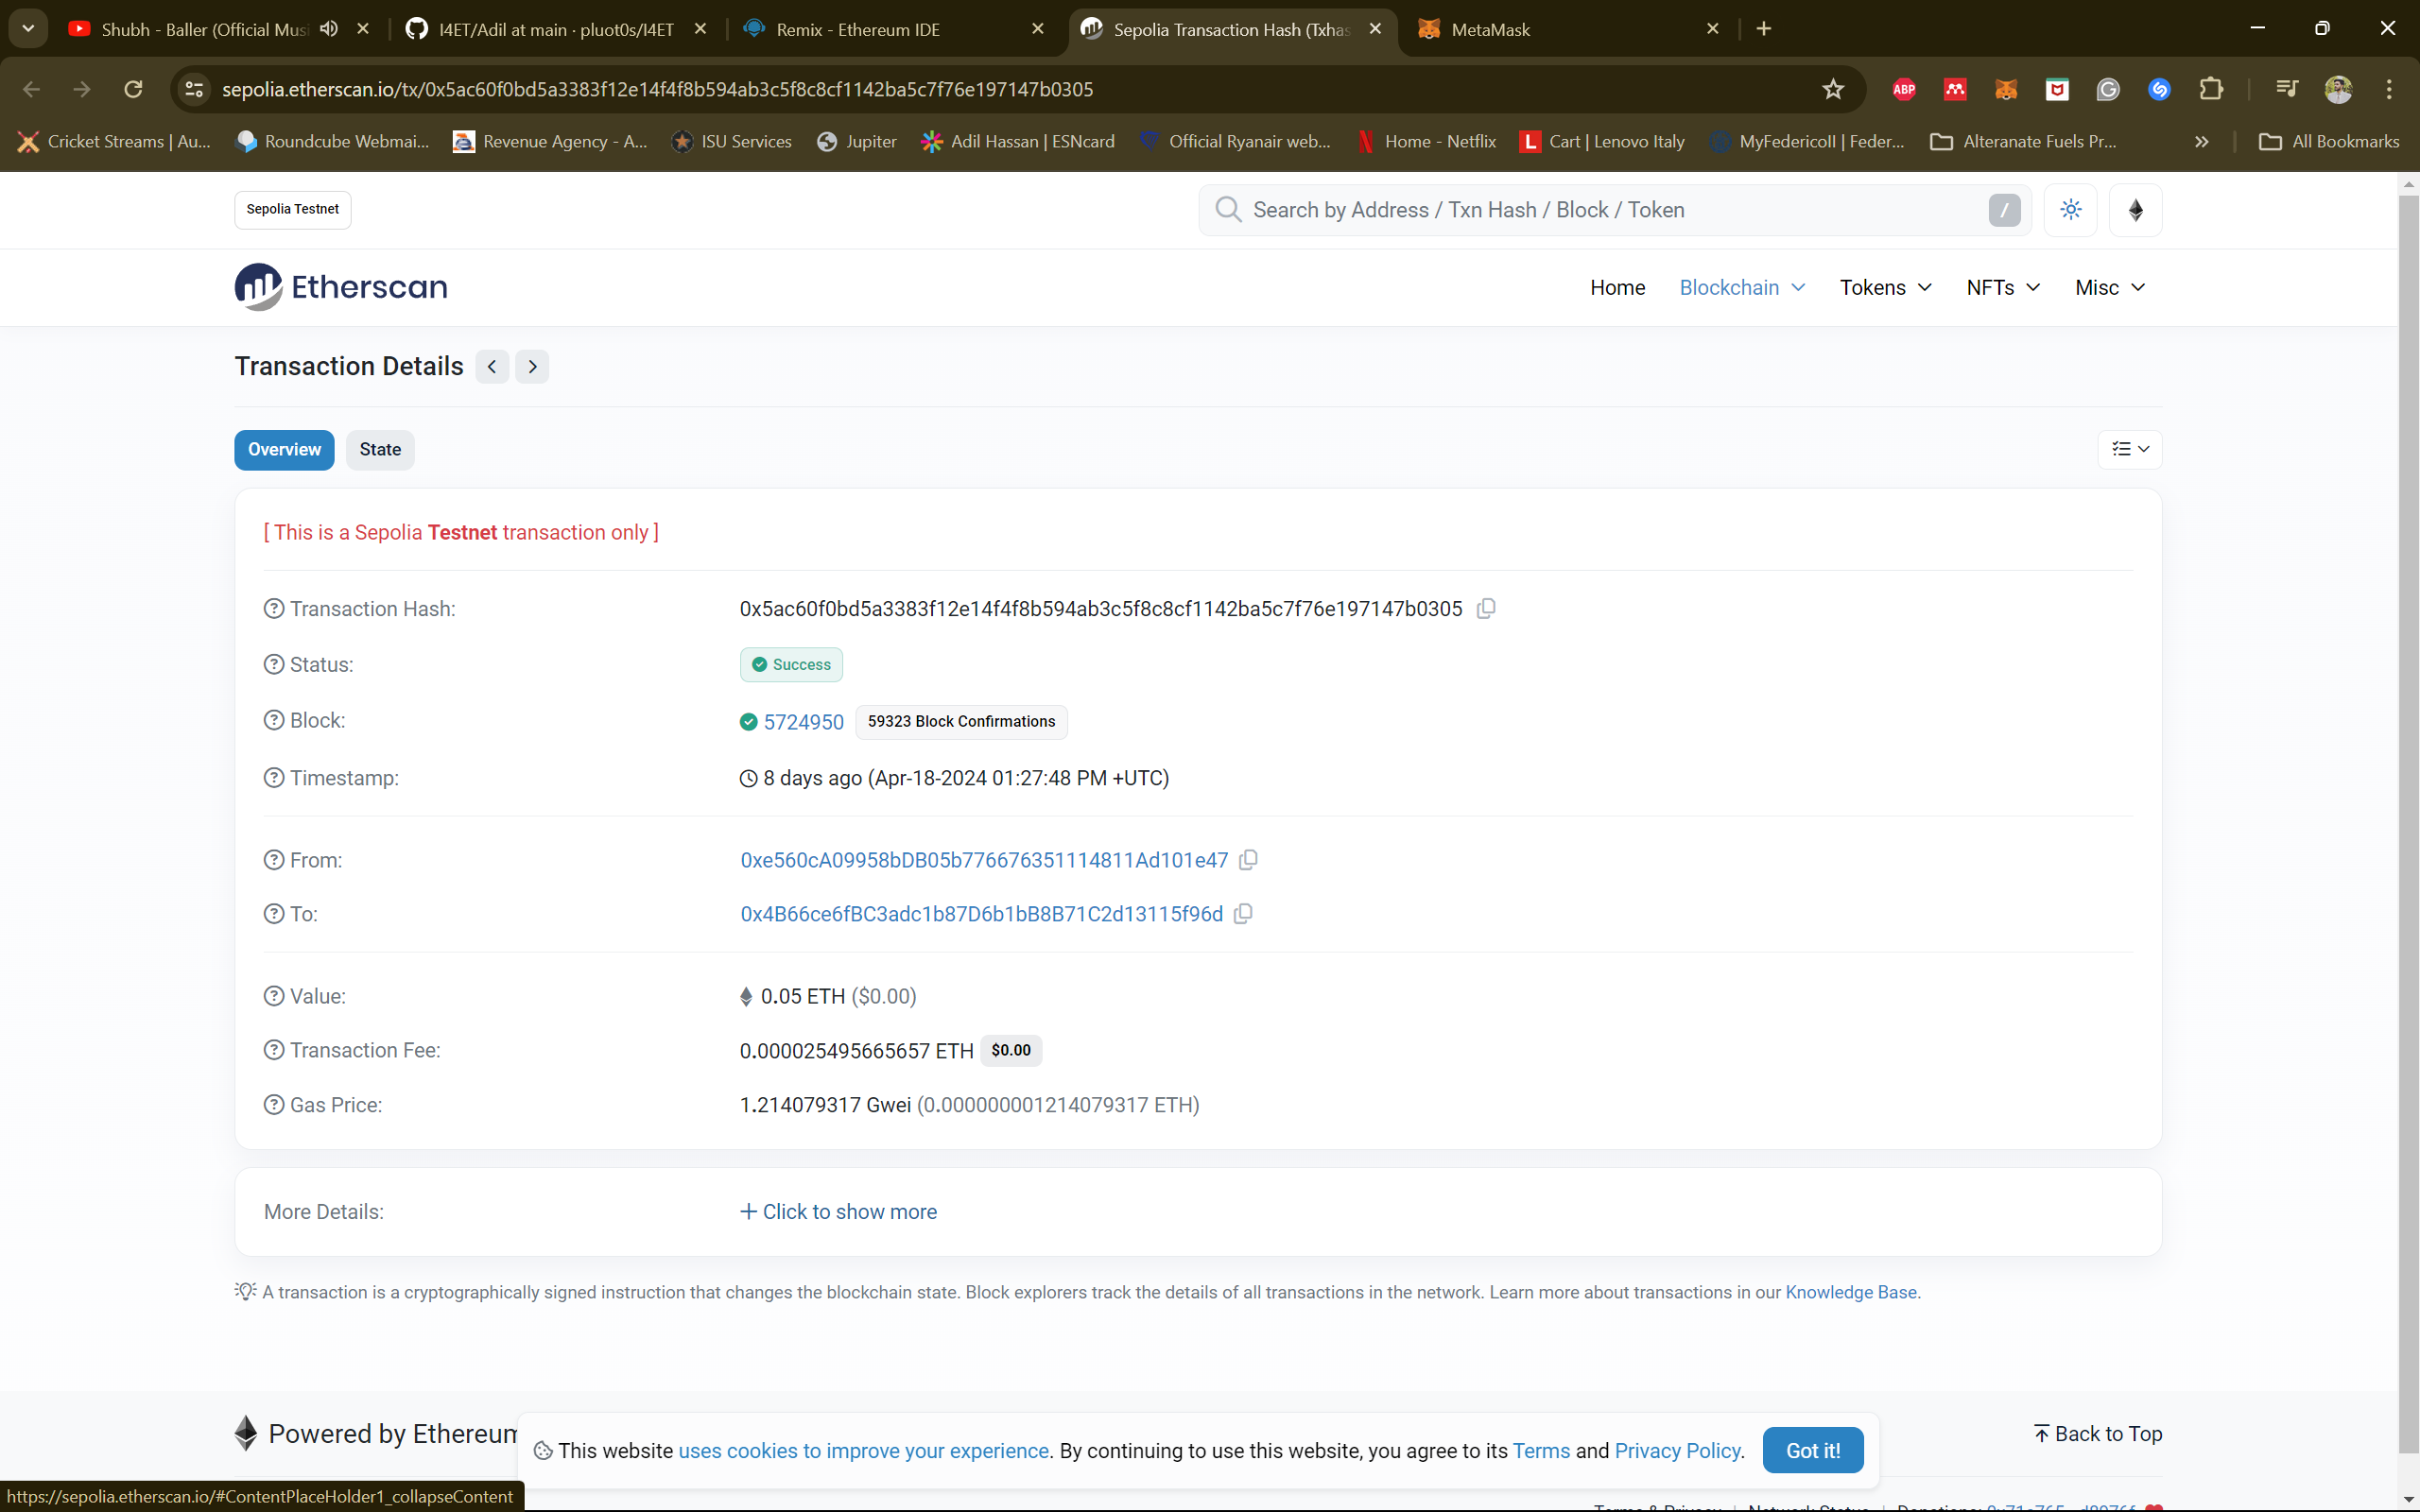 Shubh - Baller (Official Musi
I4ET/Adil at main · pluot0s/I4ET
Remix - Ethereum IDE
Sepolia Transaction Hash (Txhas
MetaMask
sepolia.etherscan.io/tx/0x5ac60f0bd5a3383f12e14f4f8b594ab3c5f8c8cf1142ba5c7f76e197147b0305
ABP
Cricket Streams | Au...
Roundcube Webmai...
Revenue Agency - A...
ISU Services
Jupiter
Adil Hassan | ESNcard
Official Ryanair web...
Home - Netflix
L Cart | Lenovo Italy
MyFedericoII | Feder...
Alteranate Fuels Pr...
All Bookmarks
Sepolia Testnet
Search by Address / Txn Hash / Block / Token
/
Etherscan
Home Blockchain Tokens NFTs Misc
Transaction Details
Overview State
[ This is a Sepolia Testnet transaction only ]
Transaction Hash: 0x5ac60f0bd5a3383f12e14f4f8b594ab3c5f8c8cf1142ba5c7f76e197147b0305
Status: Success
Block: 5724950 59323 Block Confirmations
Timestamp: 8 days ago (Apr-18-2024 01:27:48 PM +UTC)
From: 0xe560cA09958bDB05b776676351114811Ad101e47
To: 0x4B66ce6fBC3adc1b87D6b1bB8B71C2d13115f96d
Value: 0.05 ETH ($0.00)
Transaction Fee: 0.000025495665657 ETH $0.00
Gas Price: 1.214079317 Gwei (0.000000001214079317 ETH)
More Details: + Click to show more
A transaction is a cryptographically signed instruction that changes the blockchain state. Block explorers track the details of all transactions in the network. Learn more about transactions in our Knowledge Base.
Powered by Ethereum
Back to Top
This website uses cookies to improve your experience. By continuing to use this website, you agree to its Terms and Privacy Policy. Got it!
https://sepolia.etherscan.io/#ContentPlaceHolder1_collapseContent